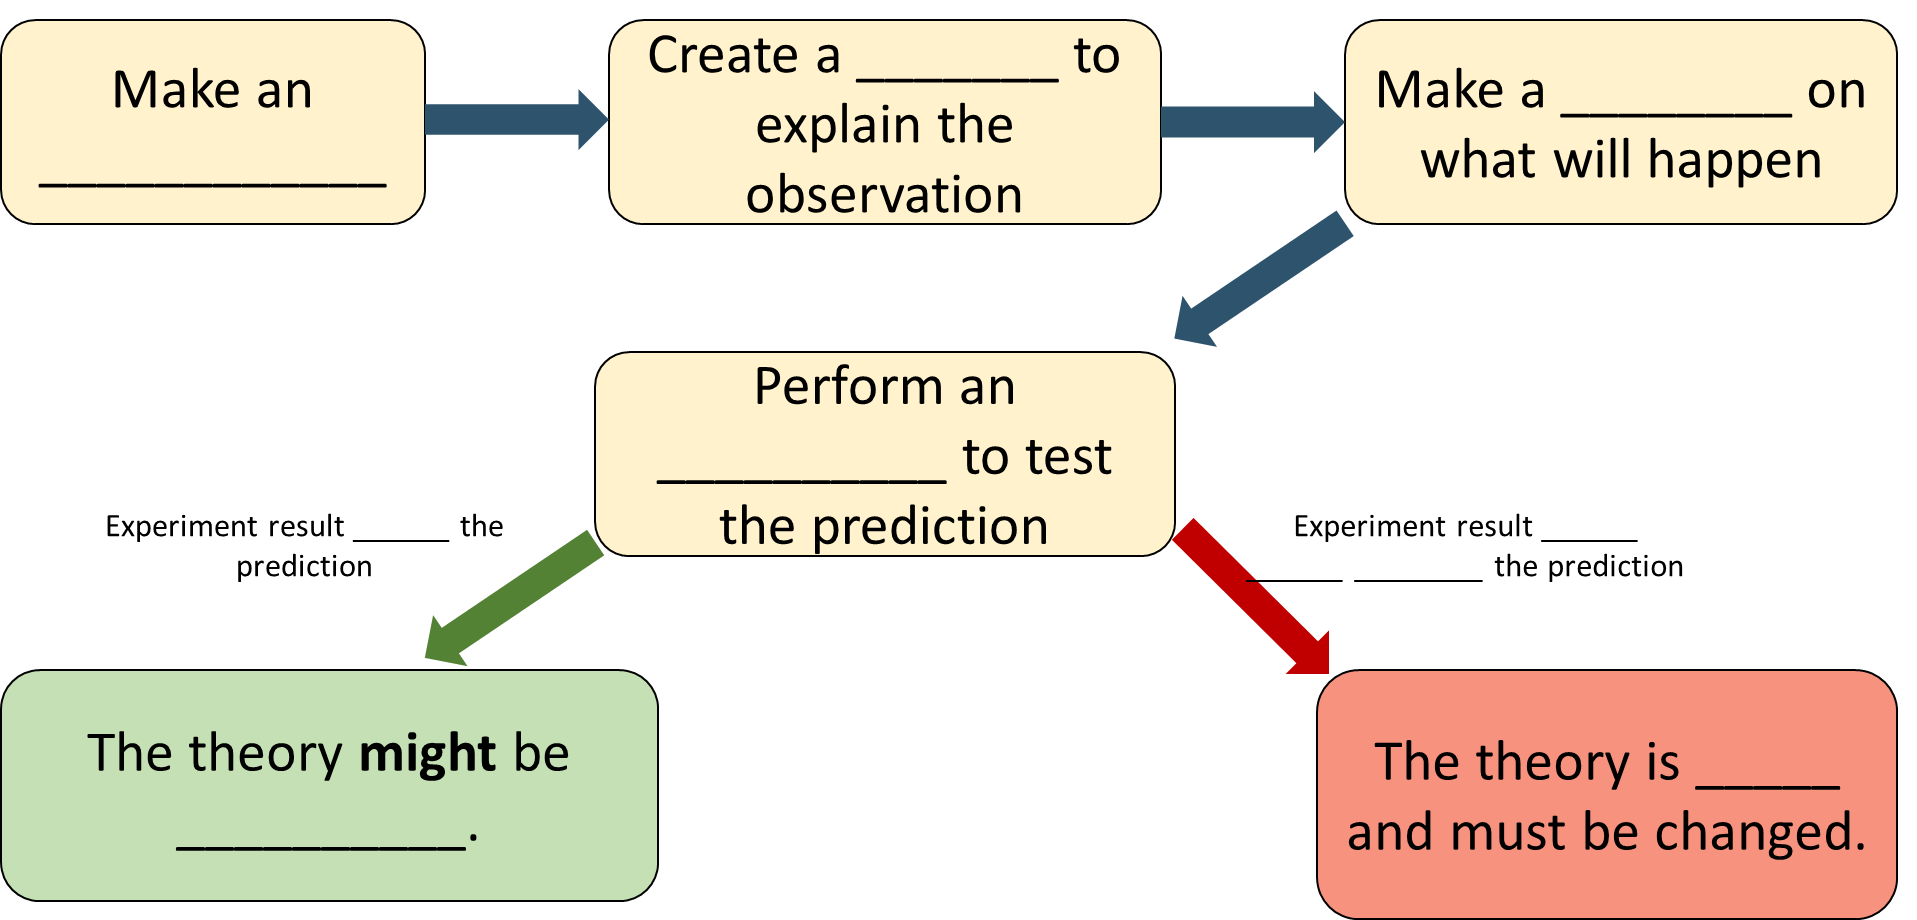 Make an
____________
Create a _______ to
explain the
observation
Make a ________ on
what will happen
Perform an
__________ to test
the prediction
Experiment result ______ the
prediction
Experiment result ______
______ ________ the prediction
The theory might be
__________.
The theory is _____
and must be changed.